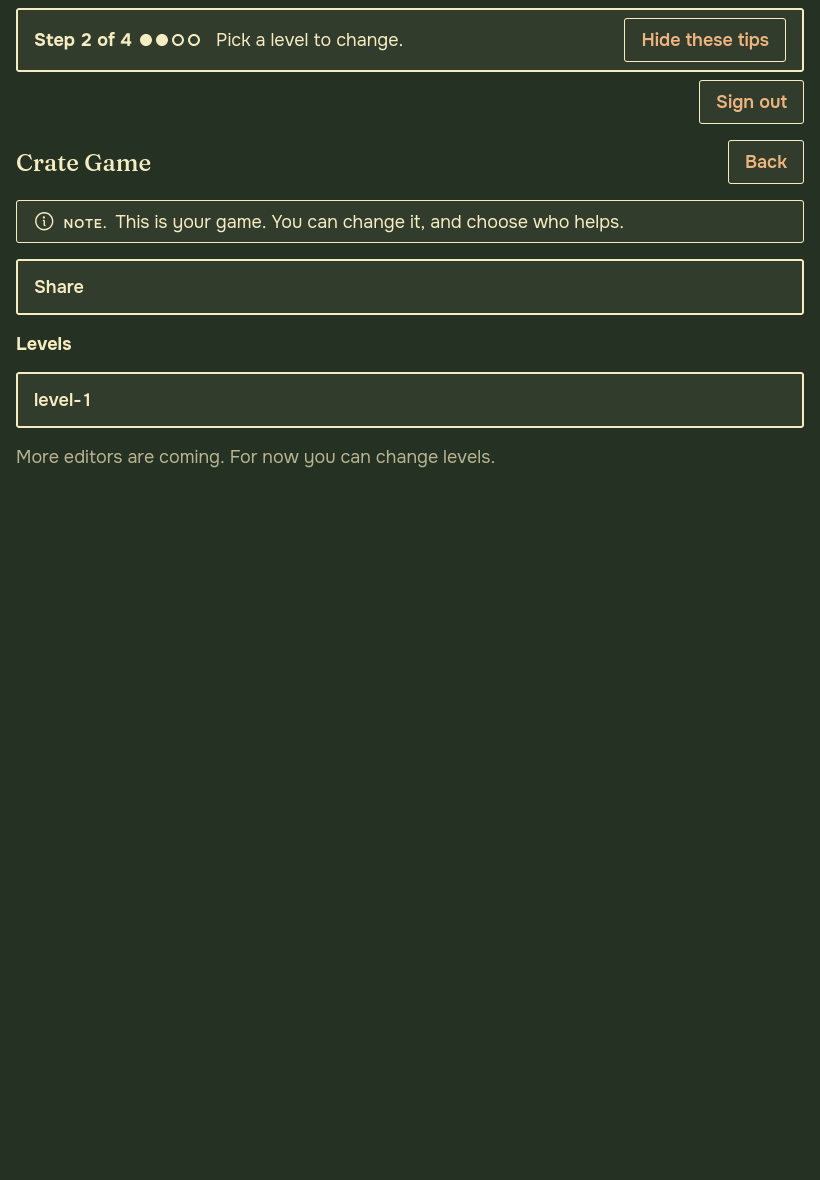 Step 2 of 4 Pick a level to change. Hide these tips
Sign out
Crate Game Back
NOTE. This is your game. You can change it, and choose who helps.
Share
Levels
level-1
More editors are coming. For now you can change levels.